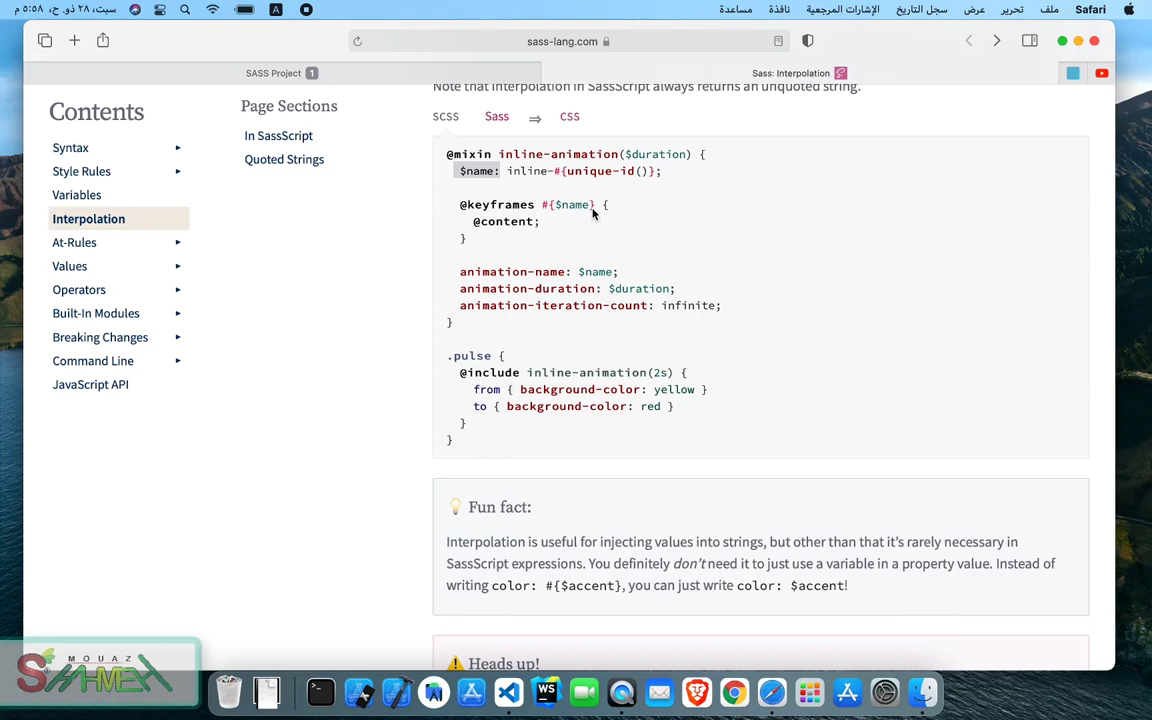 Safari ملف تحرير عرض سجل التاريخ الإشارات المرجعية نافذة مساعدة
سبت، ٢٨ ذو. ح، ٥:٥٨ م
A
sass-lang.com
SASS Project 1
Sass: Interpolation
Contents
Syntax
Style Rules
Variables
Interpolation
At-Rules
Values
Operators
Built-In Modules
Breaking Changes
Command Line
JavaScript API
Page Sections
In SassScript
Quoted Strings
Note that interpolation in SassScript always returns an unquoted string.
SCSS Sass ⇒ CSS
@mixin inline-animation($duration) {
$name: inline-#{unique-id()};
@keyframes #{$name} {
@content;
}
animation-name: $name;
animation-duration: $duration;
animation-iteration-count: infinite;
}
.pulse {
@include inline-animation(2s) {
from { background-color: yellow }
to { background-color: red }
}
}
💡 Fun fact:
Interpolation is useful for injecting values into strings, but other than that it’s rarely necessary in
SassScript expressions. You definitely don’t need it to just use a variable in a property value. Instead of
writing color: #{$accent}, you can just write color: $accent!
⚠️ Heads up!
MOUAZ
WS